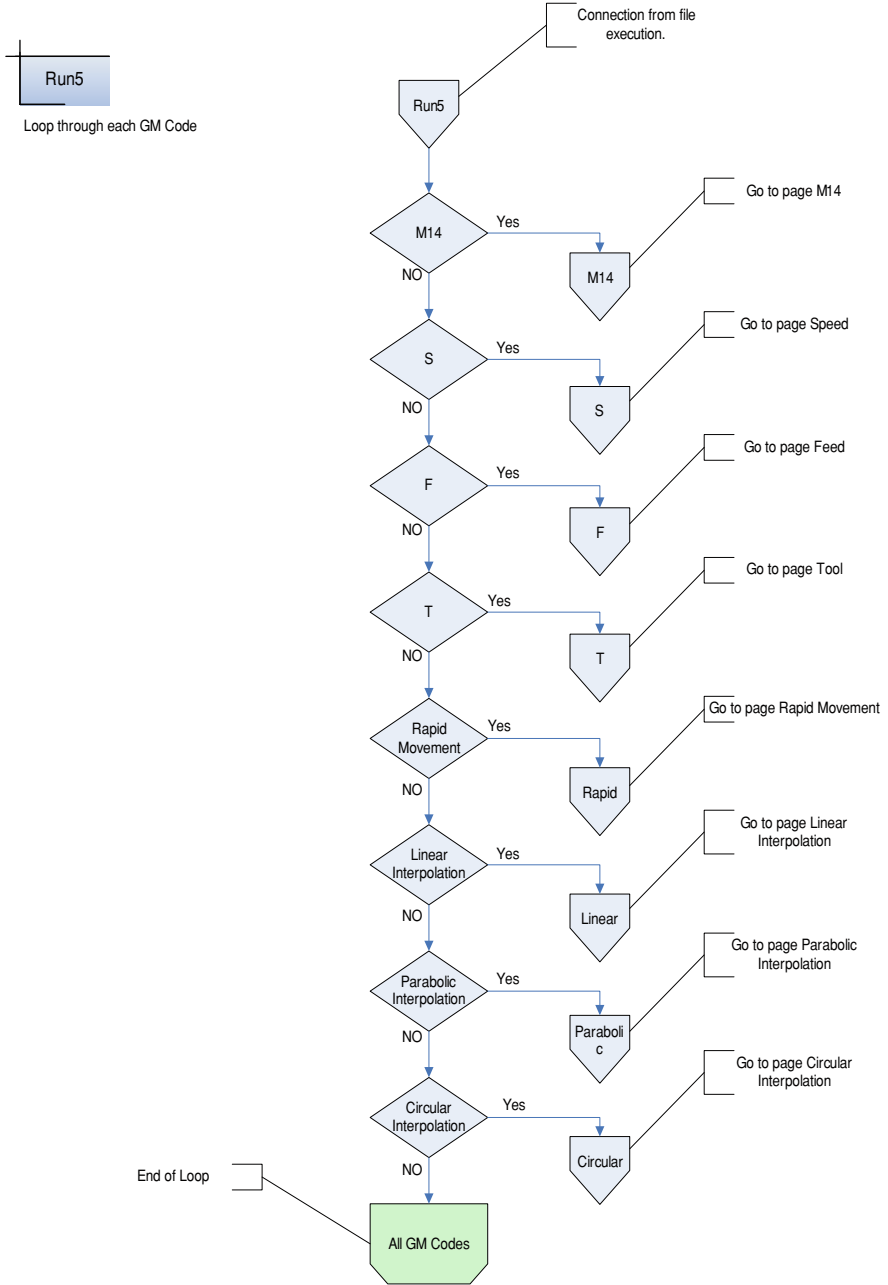 Connection from file
execution.
Run5
Loop through each GM Code
Run5
M14
Yes
NO
M14
Go to page M14
S
Yes
NO
S
Go to page Speed
F
Yes
NO
F
Go to page Feed
T
Yes
NO
T
Go to page Tool
Rapid
Movement
Yes
NO
Rapid
Go to page Rapid Movement
Linear
Interpolation
Yes
NO
Linear
Go to page Linear
Interpolation
Parabolic
Interpolation
Yes
NO
Paraboli
c
Go to page Parabolic
Interpolation
Circular
Interpolation
Yes
NO
Circular
Go to page Circular
Interpolation
End of Loop
All GM Codes